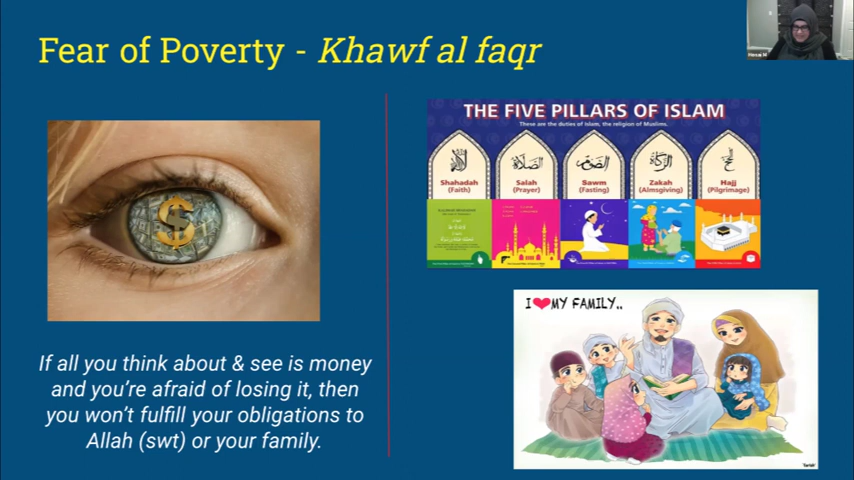 Fear of Poverty - Khawf al faqr
If all you think about & see is money
and you're afraid of losing it, then
you won't fulfill your obligations to
Allah (swt) or your family.
THE FIVE PILLARS OF ISLAM
These are the duties of Islam, the religion of Muslims.
Shahadah
(Faith)
Salah
(Prayer)
Sawm
(Fasting)
Zakah
(Almsgiving)
Hajj
(Pilgrimage)
I ❤ MY FAMILY..